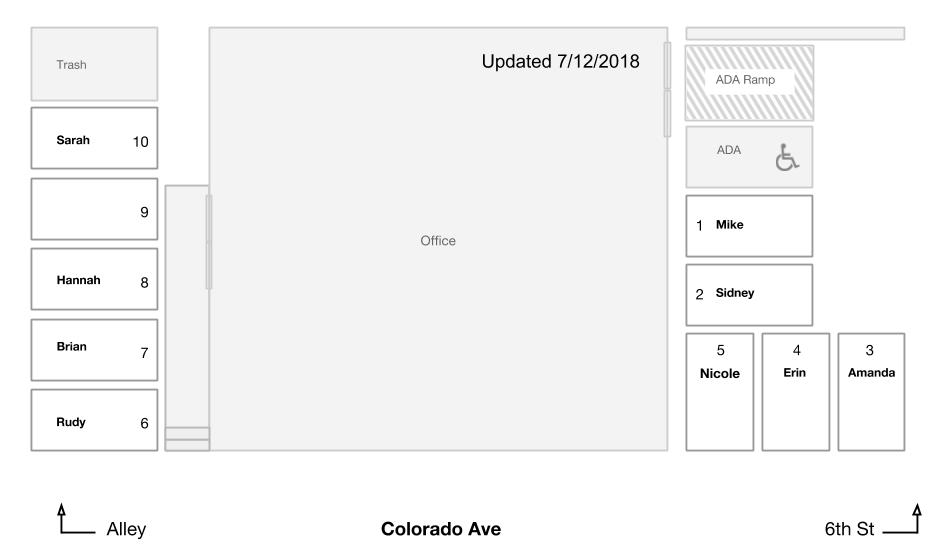 Updated 7/12/2018
Trash
ADA Ramp
Sarah 10
ADA
9
1 Mike
Office
Hannah 8
2 Sidney
Brian 7
5 4 3
Nicole Erin Amanda
Rudy 6
Alley Colorado Ave 6th St